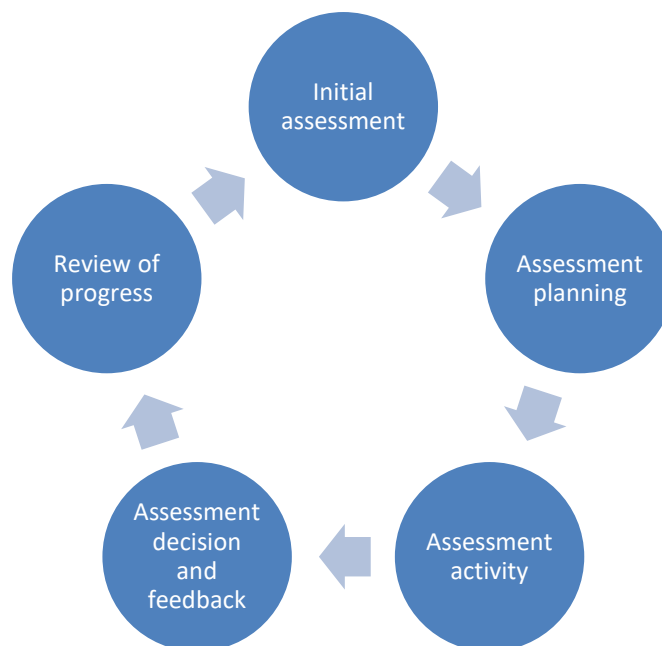 Initial
assessment
Assessment
planning
Assessment
activity
Assessment
decision
and
feedback
Review of
progress